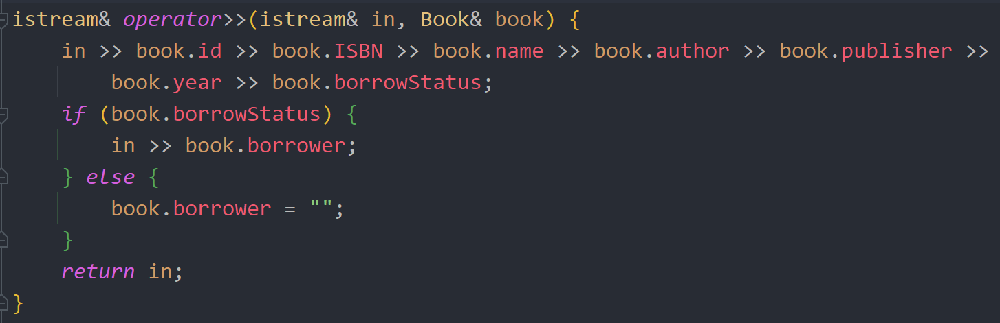 istream& operator>>(istream& in, Book& book) {
    in >> book.id >> book.ISBN >> book.name >> book.author >> book.publisher >>
        book.year >> book.borrowStatus;
    if (book.borrowStatus) {
        in >> book.borrower;
    } else {
        book.borrower = "";
    }
    return in;
}